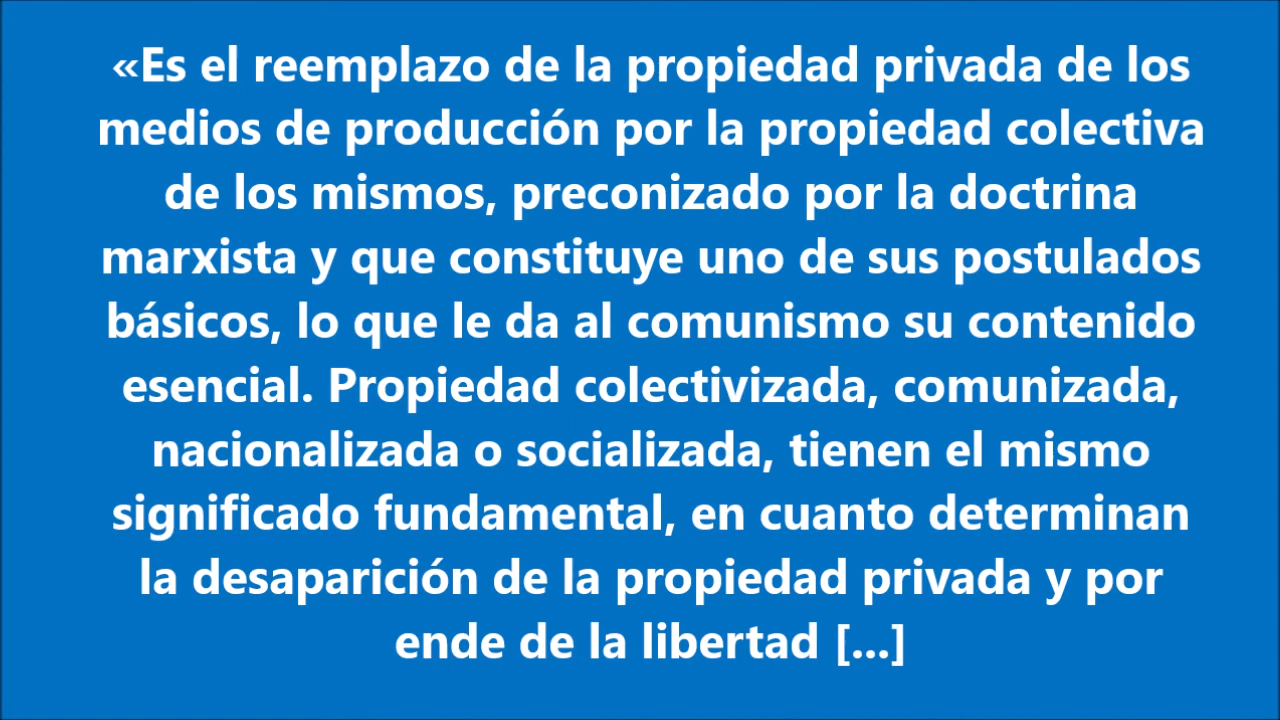 «Es el reemplazo de la propiedad privada de los
medios de producción por la propiedad colectiva
de los mismos, preconizado por la doctrina
marxista y que constituye uno de sus postulados
básicos, lo que le da al comunismo su contenido
esencial. Propiedad colectivizada, comunizada,
nacionalizada o socializada, tienen el mismo
significado fundamental, en cuanto determinan
la desaparición de la propiedad privada y por
ende de la libertad [...]